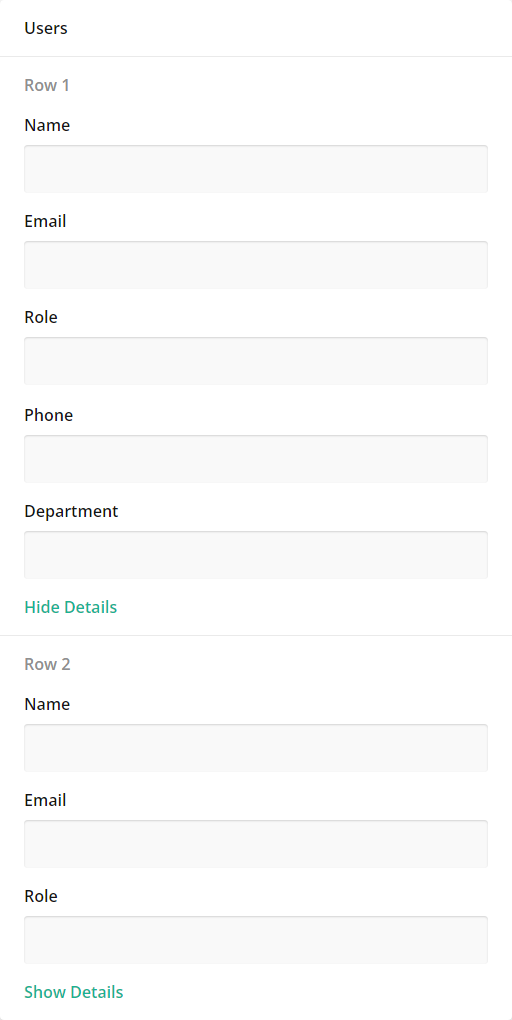 Users
Row 1
Name
Email
Role
Phone
Department
Hide Details
Row 2
Name
Email
Role
Show Details